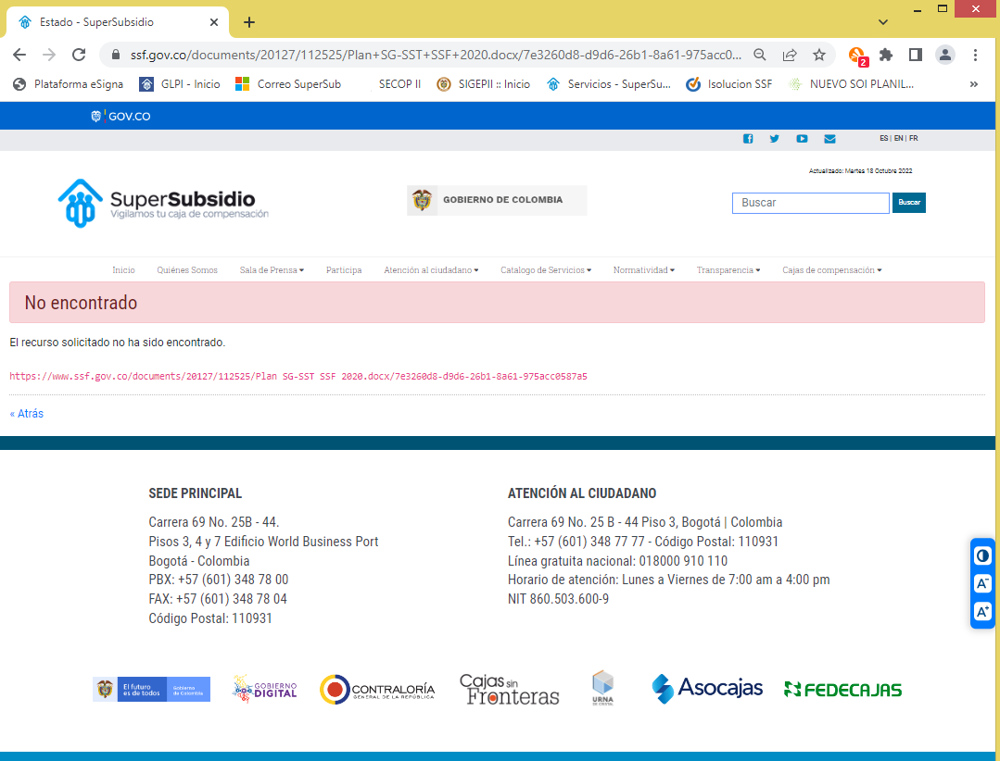 Estado - SuperSubsidio
ssf.gov.co/documents/20127/112525/Plan+SG-SST+SSF+2020.docx/7e3260d8-d9d6-26b1-8a61-975acc0...
2
Plataforma eSigna GLPI - Inicio Correo SuperSub SECOP II SIGEPII :: Inicio Servicios - SuperSu... Isolucion SSF NUEVO SOI PLANIL... »
GOV.CO
ES | EN | FR
Actualizado: Martes 18 Octubre 2022
SuperSubsidio
Vigilamos tu caja de compensación
GOBIERNO DE COLOMBIA
Buscar
Buscar
Inicio Quiénes Somos Sala de Prensa Participa Atención al ciudadano Catalogo de Servicios Normatividad Transparencia Cajas de compensación
No encontrado
El recurso solicitado no ha sido encontrado.
https://www.ssf.gov.co/documents/20127/112525/Plan SG-SST SSF 2020.docx/7e3260d8-d9d6-26b1-8a61-975acc0587a5
« Atrás
SEDE PRINCIPAL
Carrera 69 No. 25B - 44.
Pisos 3, 4 y 7 Edificio World Business Port
Bogotá - Colombia
PBX: +57 (601) 348 78 00
FAX: +57 (601) 348 78 04
Código Postal: 110931
ATENCIÓN AL CIUDADANO
Carrera 69 No. 25 B - 44 Piso 3, Bogotá | Colombia
Tel.: +57 (601) 348 77 77 - Código Postal: 110931
Línea gratuita nacional: 018000 910 110
Horario de atención: Lunes a Viernes de 7:00 am a 4:00 pm
NIT 860.503.600-9
A-
A+
El futuro
es de todos
Gobierno
de Colombia
GOBIERNO
DIGITAL
CONTRALORÍA
GENERAL DE LA REPÚBLICA
Cajas sin
Fronteras
URNA
DE CRISTAL
Asocajas
FEDECAJAS